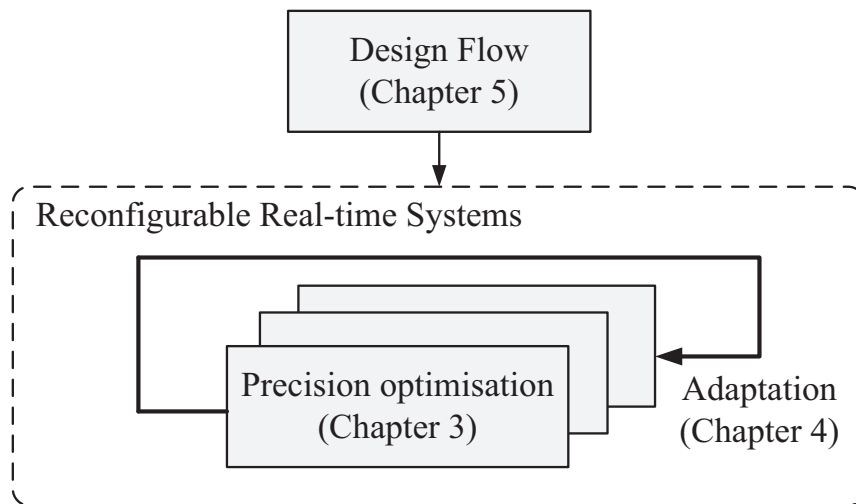 Design Flow
(Chapter 5)
Reconfigurable Real-time Systems
Precision optimisation
(Chapter 3)
Adaptation
(Chapter 4)